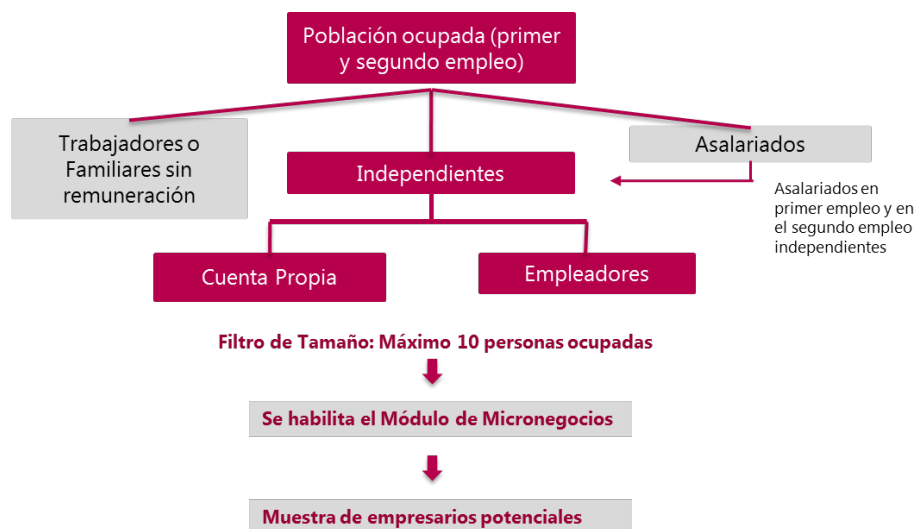 Población ocupada (primer
y segundo empleo)
Trabajadores o
Familiares sin
remuneración
Independientes
Asalariados
Asalariados en
primer empleo y en
el segundo empleo
independientes
Cuenta Propia
Empleadores
Filtro de Tamaño: Máximo 10 personas ocupadas
Se habilita el Módulo de Micronegocios
Muestra de empresarios potenciales